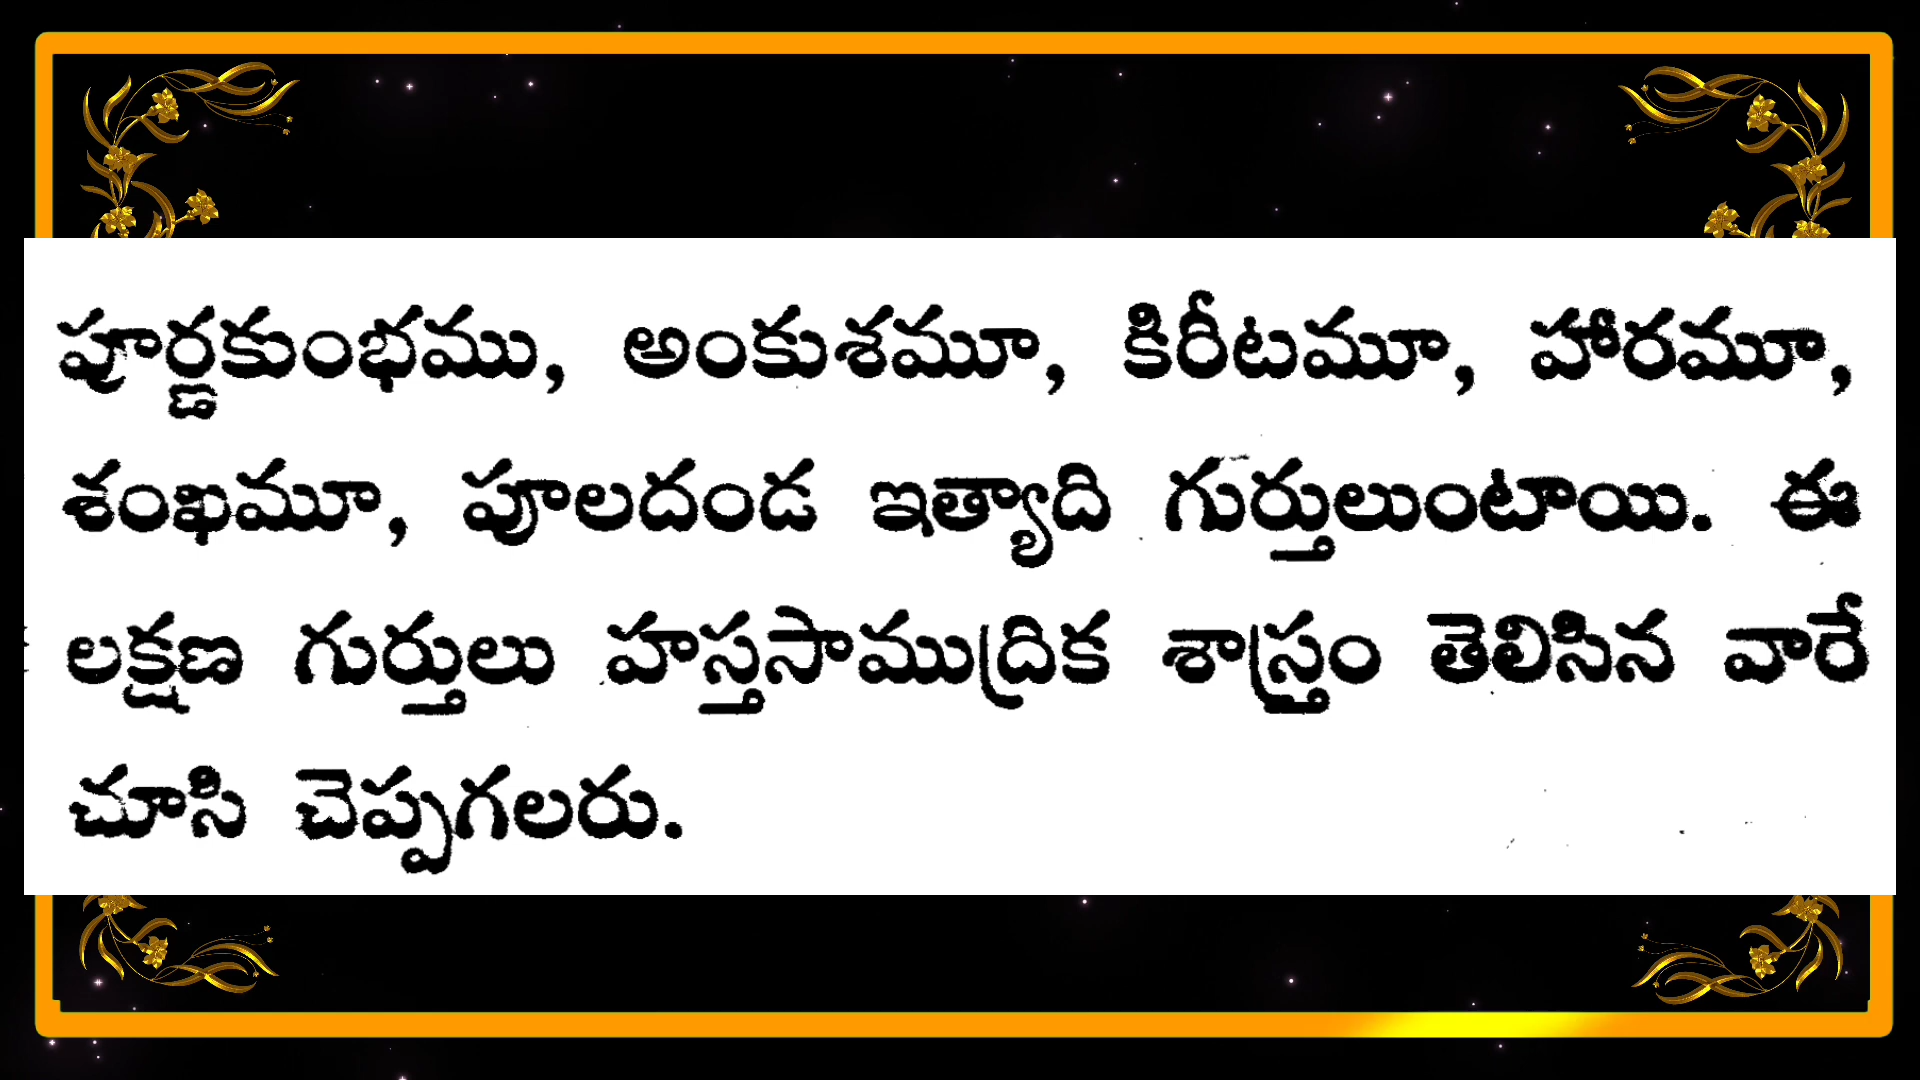 పూర్ణకుంభము, అంకుశమూ, కిరీటమూ, హారమూ,
శంఖమూ, పూలదండ ఇత్యాది గుర్తులుంటాయి. ఈ
లక్షణ గుర్తులు హస్తసాముద్రిక శాస్త్రం తెలిసిన వారే
చూసి చెప్పగలరు.